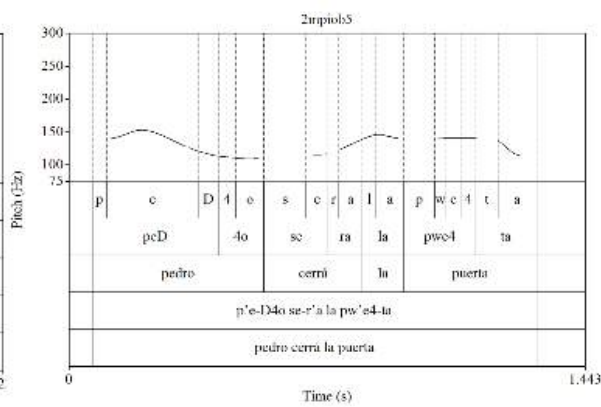 2mpiob5
300
250
200
150
100
75
Pitch (Hz)
p e D 4 o s e r a l a p w e 4 t a
peD 4o se ra la pwe4 ta
pedro cerrá la puerta
p'e-D4o se-r'a la pw'e4-ta
pedro cerrá la puerta
0 1.443
Time (s)